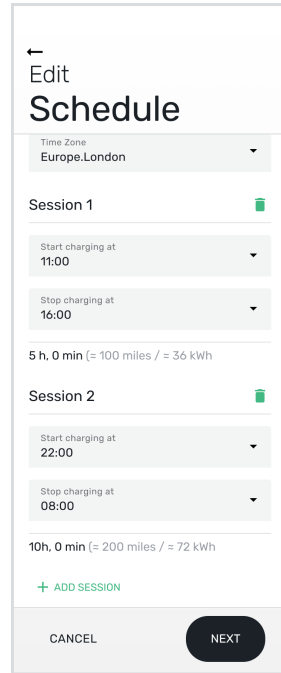 Edit
Schedule
Time Zone
Europe.London
Session 1
Start charging at
11:00
Stop charging at
16:00
5 h, 0 min (= 100 miles / = 36 kWh
Session 2
Start charging at
22:00
Stop charging at
08:00
10h, 0 min (= 200 miles / = 72 kWh
+ ADD SESSION
CANCEL NEXT